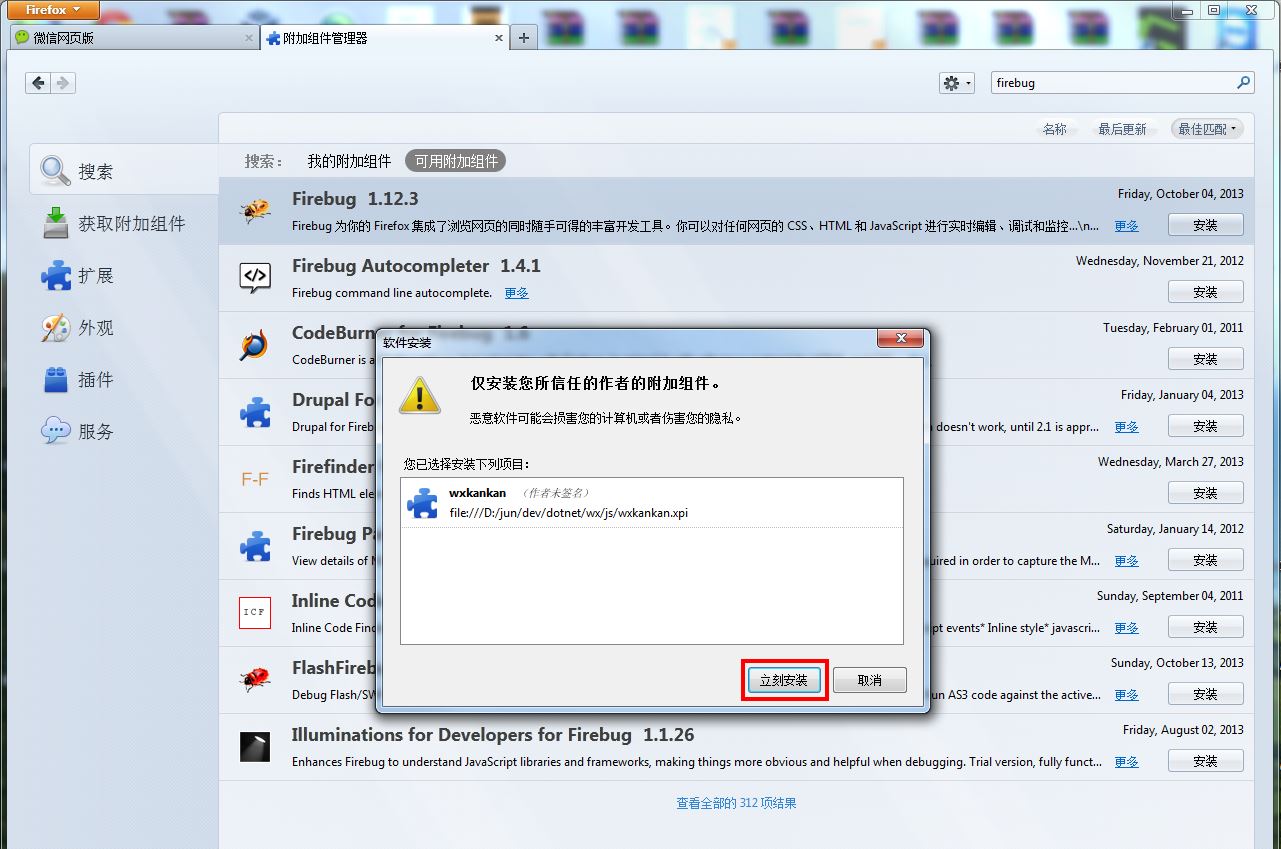 Firefox
微信网页版
附加组件管理器
firebug
名称
最后更新
最佳匹配
搜索
获取附加组件
扩展
外观
插件
服务
搜索：
我的附加组件
可用附加组件
Firebug 1.12.3
Friday, October 04, 2013
Firebug 为你的 Firefox 集成了浏览网页的同时随手可得的丰富开发工具。你可以对任何网页的 CSS、HTML 和 JavaScript 进行实时编辑、调试和监控...\n...
更多
安装
Firebug Autocompleter 1.4.1
Wednesday, November 21, 2012
Firebug command line autocomplete.
更多
安装
CodeBurner for Firebug 1.6
Tuesday, February 01, 2011
CodeBurner is a
安装
Drupal Fo
Friday, January 04, 2013
Drupal for Fireb
doesn't work, until 2.1 is appr...
更多
安装
F-F
Firefinder
Wednesday, March 27, 2013
Finds HTML ele
安装
Firebug Pa
Saturday, January 14, 2012
View details of
uired in order to capture the M...
更多
安装
ICF
Inline Cod
Sunday, September 04, 2011
Inline Code Find
pt events* Inline style* javascri...
更多
安装
FlashFireb
Sunday, October 13, 2013
Debug Flash/SW
un AS3 code against the active...
更多
安装
Illuminations for Developers for Firebug 1.1.26
Friday, August 02, 2013
Enhances Firebug to understand JavaScript libraries and frameworks, making things more obvious and helpful when debugging. Trial version, fully funct...
更多
安装
查看全部的 312 项结果
软件安装
仅安装您所信任的作者的附加组件。
恶意软件可能会损害您的计算机或者伤害您的隐私。
您已选择安装下列项目：
wxkankan （作者未签名）
file:///D:/jun/dev/dotnet/wx/js/wxkankan.xpi
立刻安装
取消